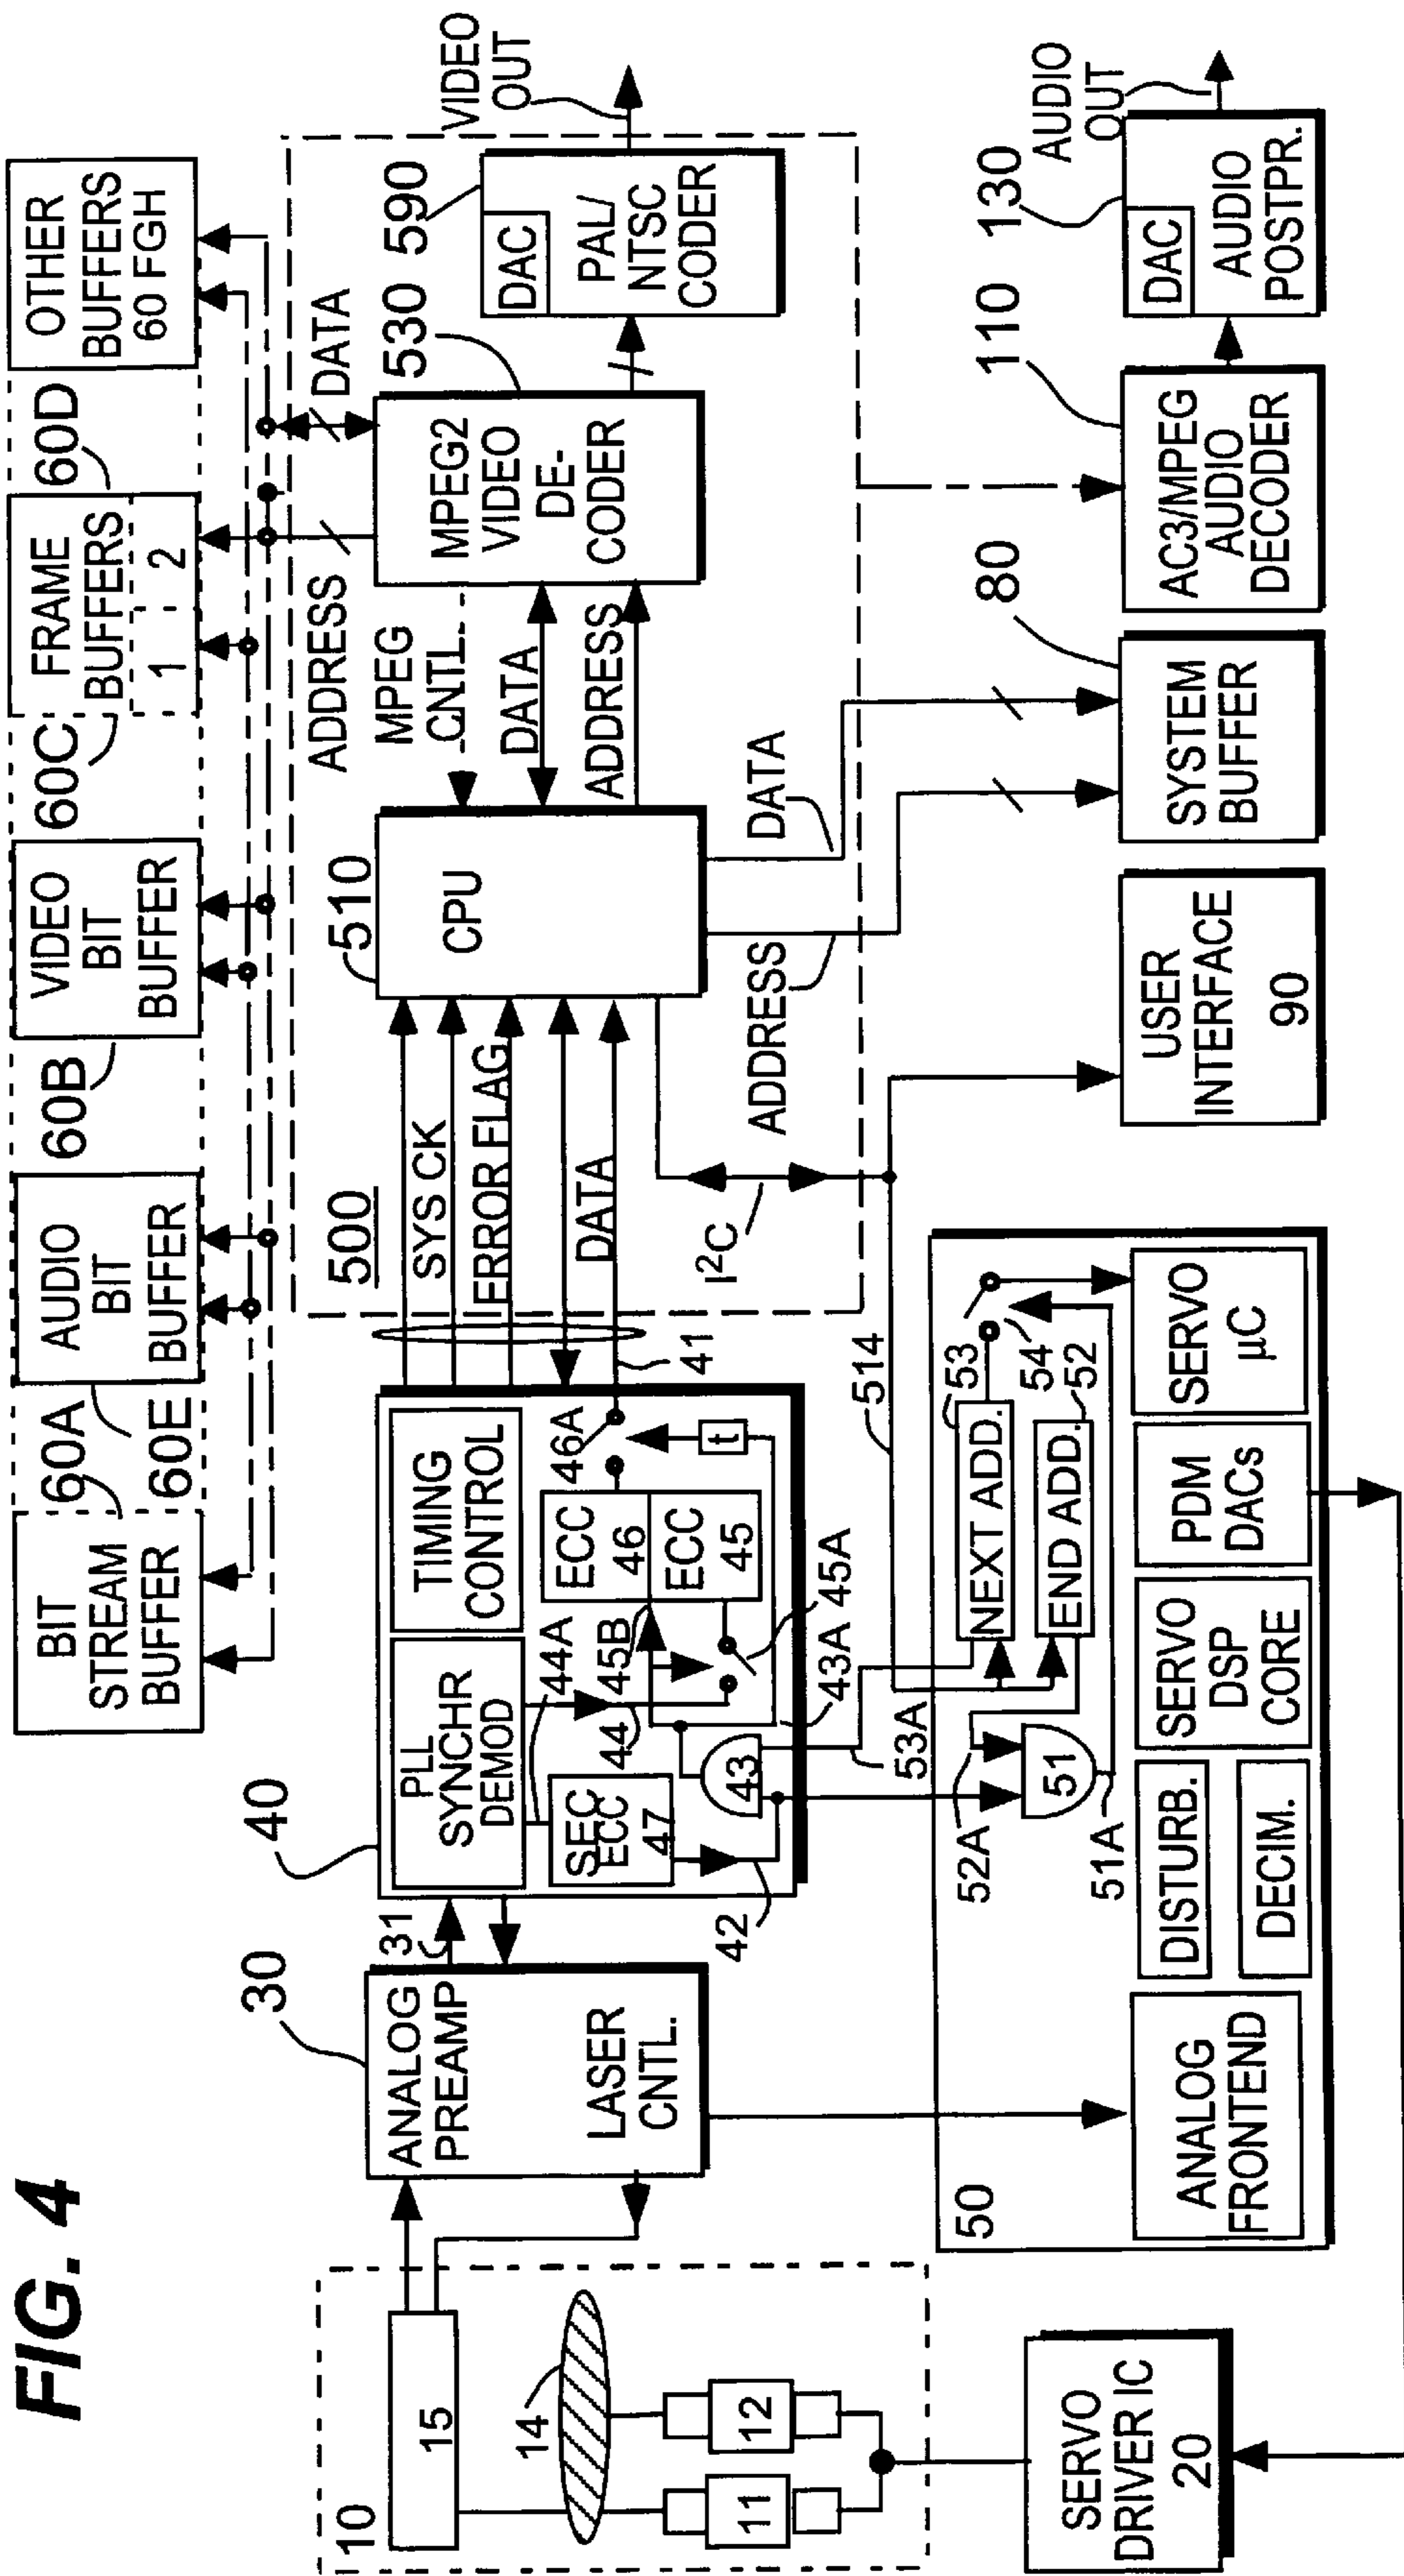 FIG. 4
BIT
STREAM
BUFFER
60A
60E
AUDIO
BIT
BUFFER
60B
VIDEO
BIT
BUFFER
60C
FRAME
BUFFERS
1 2
60D
OTHER
BUFFERS
60 FGH
10
15
14
11
12
SERVO
DRIVER IC
20
30
ANALOG
PREAMP
LASER
CNTL.
31
40
PLL
SYNCHR
DEMOD
TIMING
CONTROL
44A
SEC
ECC
47
44
45B
43
42
ECC
46
ECC
45
46A
t
45A
43A
41
53A
500
SYS CK
ERROR FLAG
DATA
I²C
514
510
CPU
ADDRESS
MPEG
CNTL
DATA
ADDRESS
DATA
530
MPEG2
VIDEO
DE-
CODER
590
DAC
PAL/
NTSC
CODER
VIDEO
OUT
ADDRESS
DATA
50
ANALOG
FRONTEND
DISTURB.
DECIM.
52A
51
51A
NEXT ADD.
53
END ADD.
52
54
SERVO
DSP
CORE
PDM
DACs
SERVO
µC
USER
INTERFACE
90
80
SYSTEM
BUFFER
110
AC3/MPEG
AUDIO
DECODER
130
DAC
AUDIO
POSTPR.
AUDIO
OUT